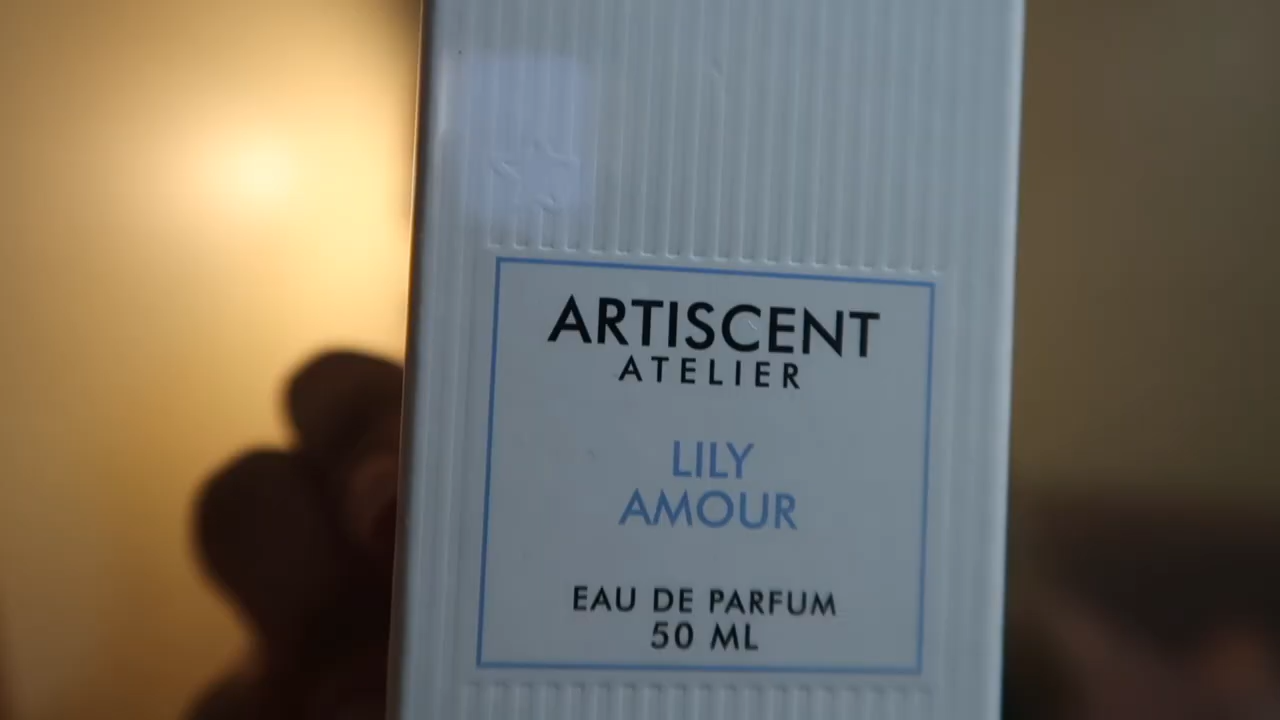 ARTISCENT
ATELIER
LILY
AMOUR
EAU DE PARFUM
50 ML